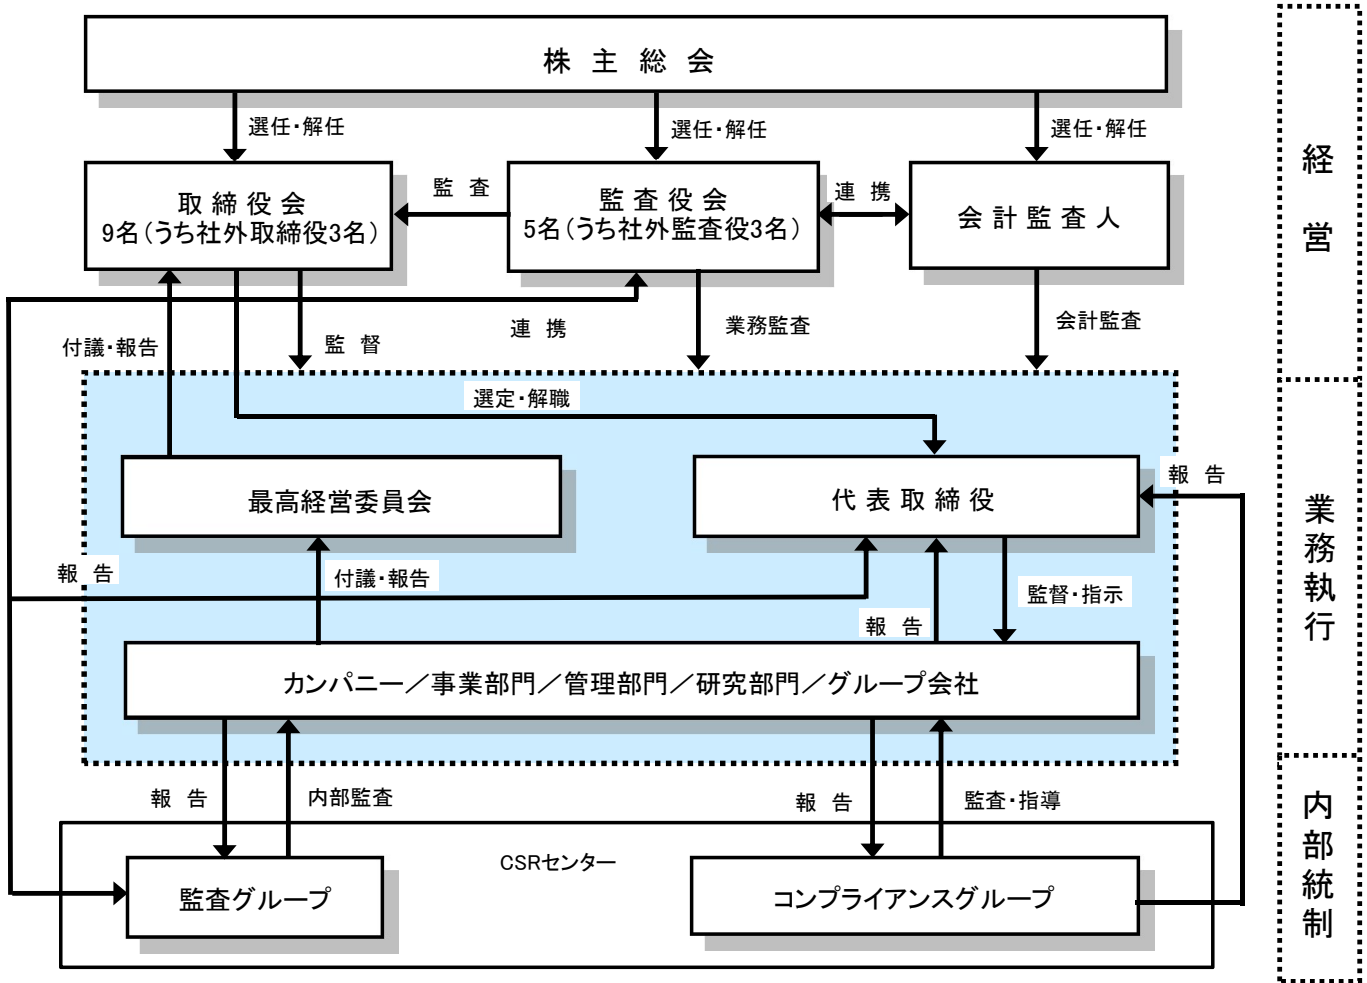 株主総会
選任・解任
選任・解任
選任・解任
取締役会
9名(うち社外取締役3名)
監査
監査役会
5名(うち社外監査役3名)
連携
会計監査人
経営
付議・報告
監督
連携
業務監査
会計監査
選定・解職
最高経営委員会
代表取締役
報告
業務執行
報告
付議・報告
報告
監督・指示
カンパニー/事業部門/管理部門/研究部門/グループ会社
報告
内部監査
報告
監査・指導
内部統制
CSRセンター
監査グループ
コンプライアンスグループ